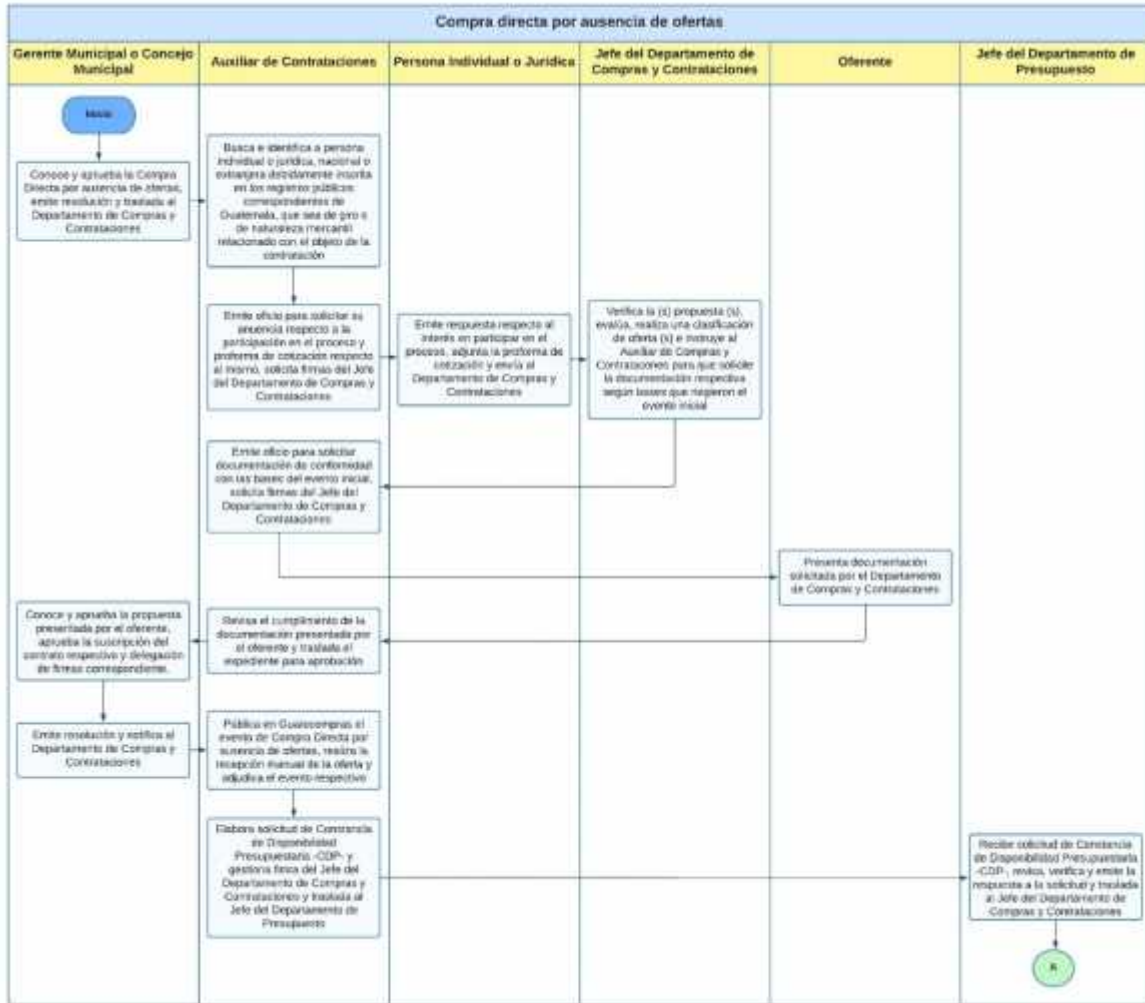 Compra directa por ausencia de ofertas
Gerente Municipal o Concejo
Municipal
Auxiliar de Contrataciones
Persona Individual o Jurídica
Jefe del Departamento de
Compras y Contrataciones
Oferente
Jefe del Departamento de
Presupuesto
Inicio
Conoce y aprueba la Compra
Directa por ausencia de ofertas,
emite resolución y traslada al
Departamento de Compras y
Contrataciones
Busca e identifica a persona
individual o jurídica, nacional o
extranjera debidamente inscrita
en los registros públicos
correspondientes de
Guatemala, que sea de giro o
de naturaleza mercantil
relacionado con el objeto de la
contratación
Emite oficio para solicitar su
anuencia respecto a la
participación en el proceso y
proforma de cotización respecto
al mismo, solicita firmas del Jefe
del Departamento de Compras y
Contrataciones
Emite respuesta respecto al
interés en participar en el
proceso, adjunta la proforma de
cotización y envía al
Departamento de Compras y
Contrataciones
Verifica la (s) propuesta (s),
evalúa, realiza una clasificación
de oferta (s) e instruye al
Auxiliar de Compras y
Contrataciones para que solicite
la documentación respectiva
según bases que rigieron el
evento inicial
Emite oficio para solicitar
documentación de conformidad
con las bases del evento inicial,
solicita firmas del Jefe del
Departamento de Compras y
Contrataciones
Presenta documentación
solicitada por el Departamento
de Compras y Contrataciones
Conoce y aprueba la propuesta
presentada por el oferente,
aprueba la suscripción del
contrato respectivo y delegación
de firmas correspondiente.
Revisa el cumplimiento de la
documentación presentada por
el oferente y traslada el
expediente para aprobación
Emite resolución y notifica al
Departamento de Compras y
Contrataciones
Pública en Guatecompras el
evento de Compra Directa por
ausencia de ofertas, realiza la
recepción manual de la oferta y
adjudica el evento respectivo
Elabora solicitud de Constancia
de Disponibilidad
Presupuestaria -CDP- y
gestiona firma del Jefe del
Departamento de Compras y
Contrataciones y traslada al
Jefe del Departamento de
Presupuesto
Recibe solicitud de Constancia
de Disponibilidad Presupuestaria
-CDP-, revisa, verifica y emite la
respuesta a la solicitud y traslada
al Jefe del Departamento de
Compras y Contrataciones